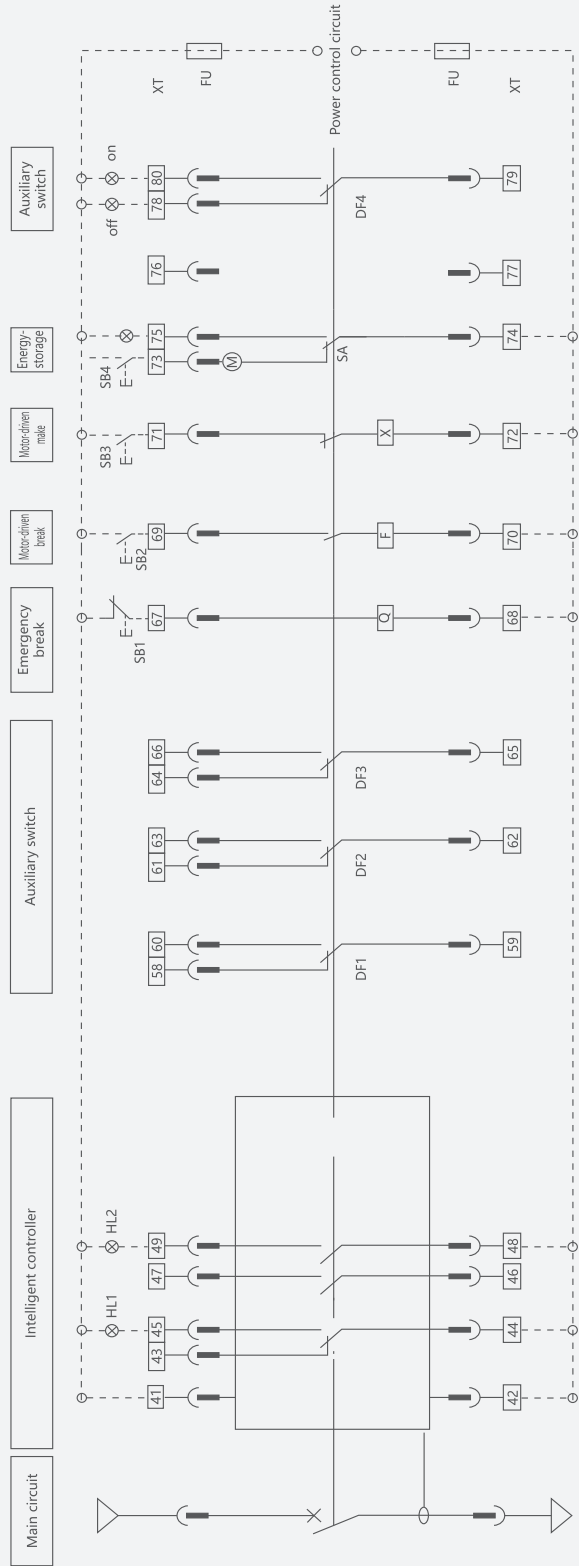 Main circuit
Intelligent controller
Auxiliary switch
Emergency
break
Motor-driven
break
Motor-driven
make
Energy-
storage
Auxiliary
switch
HL1
HL2
SB1
SB2
SB3
SB4
off
on
41
43
45
47
49
58
60
61
63
64
66
67
69
71
73
75
76
78
80
XT
FU
M
DF1
DF2
DF3
SA
DF4
Power control circuit
Q
F
X
FU
42
44
46
48
59
62
65
68
70
72
74
77
79
XT